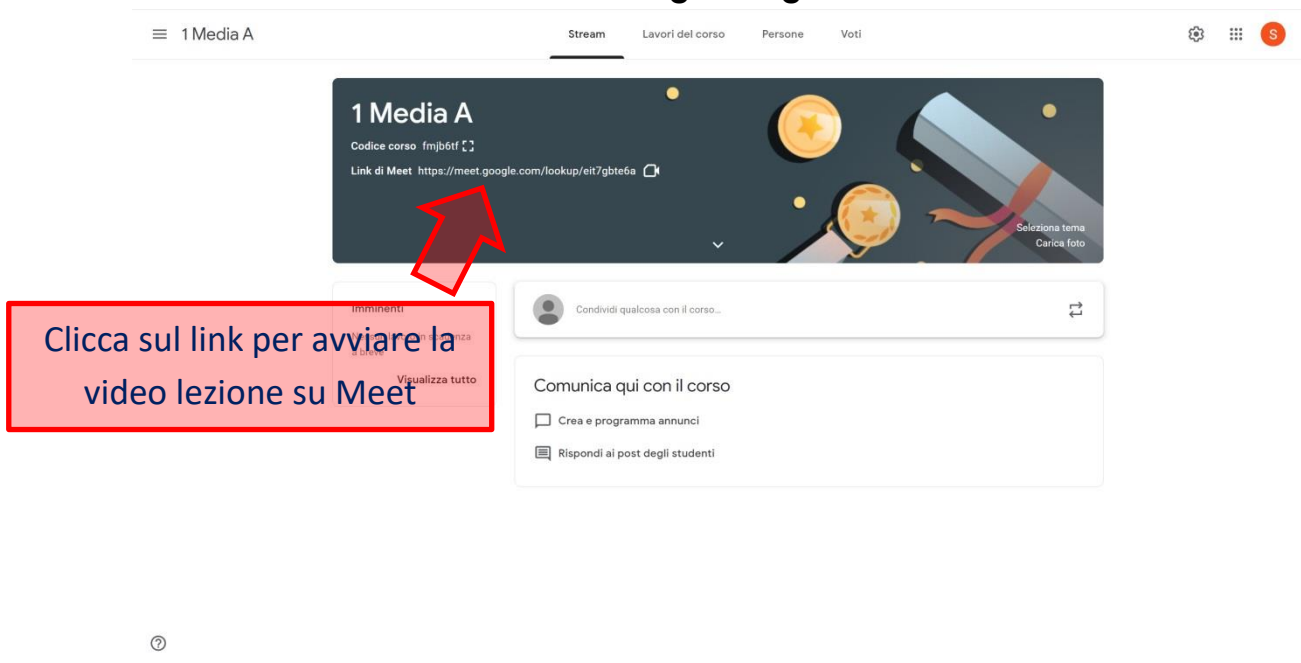 1 Media A
Stream Lavori del corso Persone Voti
S
1 Media A
Codice corso fmjb6tf
Link di Meet https://meet.google.com/lookup/eit7gbte6a
Seleziona tema
Carica foto
Imminenti
a breve
Visualizza tutto
Clicca sul link per avviare la
video lezione su Meet
Condividi qualcosa con il corso...
Comunica qui con il corso
Crea e programma annunci
Rispondi ai post degli studenti